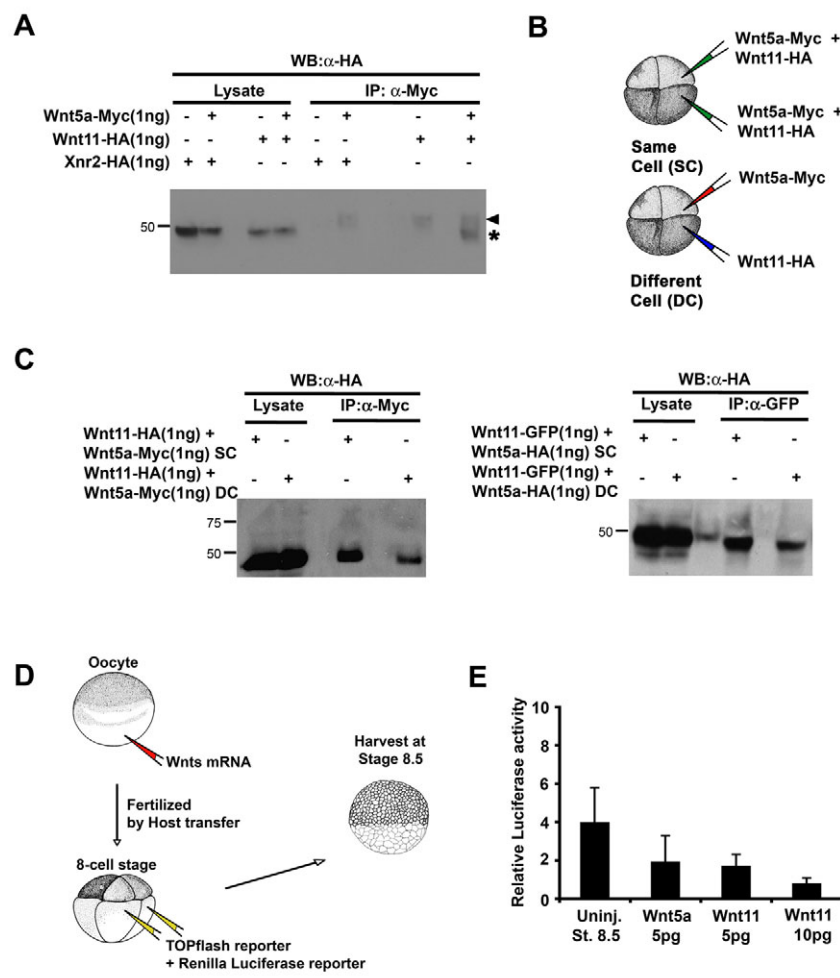 A
WB:α-HA
Lysate IP: α-Myc
Wnt5a-Myc(1ng) - + - + - + - +
Wnt11-HA(1ng) - - + + - - + +
Xnr2-HA(1ng) + + - - + + - -
50
*
B
Wnt5a-Myc +
Wnt11-HA
Wnt5a-Myc +
Wnt11-HA
Same
Cell (SC)
Wnt5a-Myc
Wnt11-HA
Different
Cell (DC)
C
WB:α-HA
Lysate IP:α-Myc
Wnt11-HA(1ng) + + - + -
Wnt5a-Myc(1ng) SC
Wnt11-HA(1ng) + - + - +
Wnt5a-Myc(1ng) DC
75
50
WB:α-HA
Lysate IP:α-GFP
Wnt11-GFP(1ng) + + - + -
Wnt5a-HA(1ng) SC
Wnt11-GFP(1ng) + - + - +
Wnt5a-HA(1ng) DC
50
D
Oocyte
Wnts mRNA
Fertilized
by Host transfer
8-cell stage
TOPflash reporter
+ Renilla Luciferase reporter
Harvest at
Stage 8.5
E
Relative Luciferase activity
10
8
6
4
2
0
Uninj. Wnt5a Wnt11 Wnt11
St. 8.5 5pg 5pg 10pg